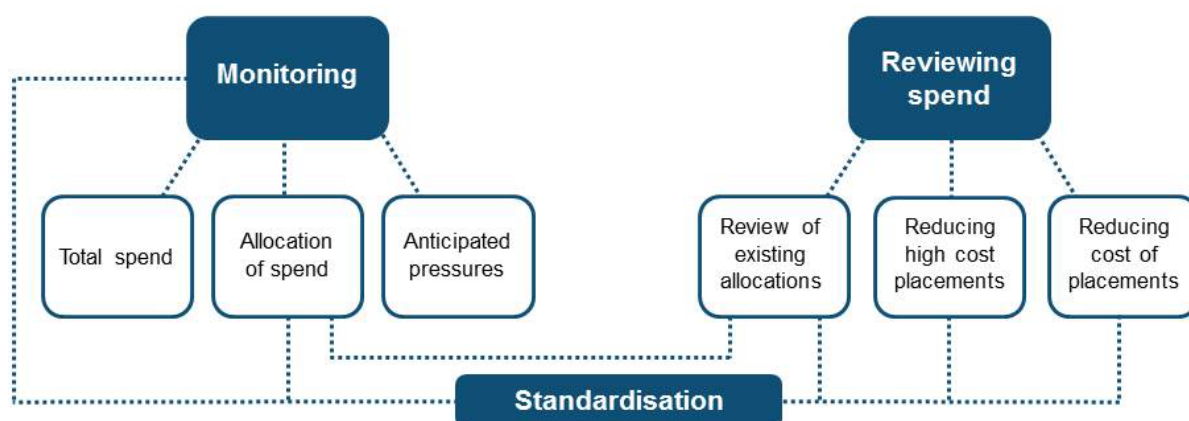 Monitoring
Reviewing
spend
Total spend
Allocation
of spend
Anticipated
pressures
Review of
existing
allocations
Reducing
high cost
placements
Reducing
cost of
placements
Standardisation